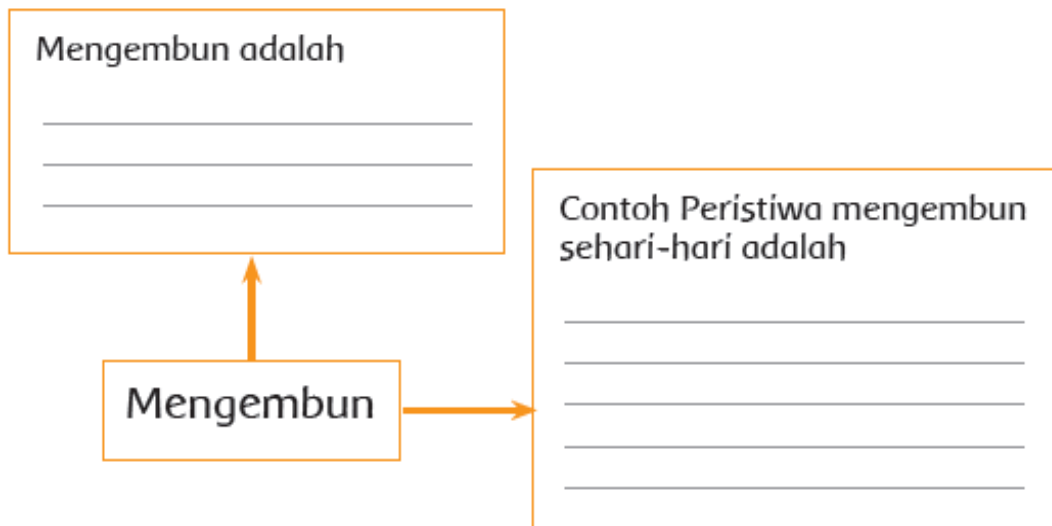 Mengembun adalah
Contoh Peristiwa mengembun
sehari-hari adalah
Mengembun